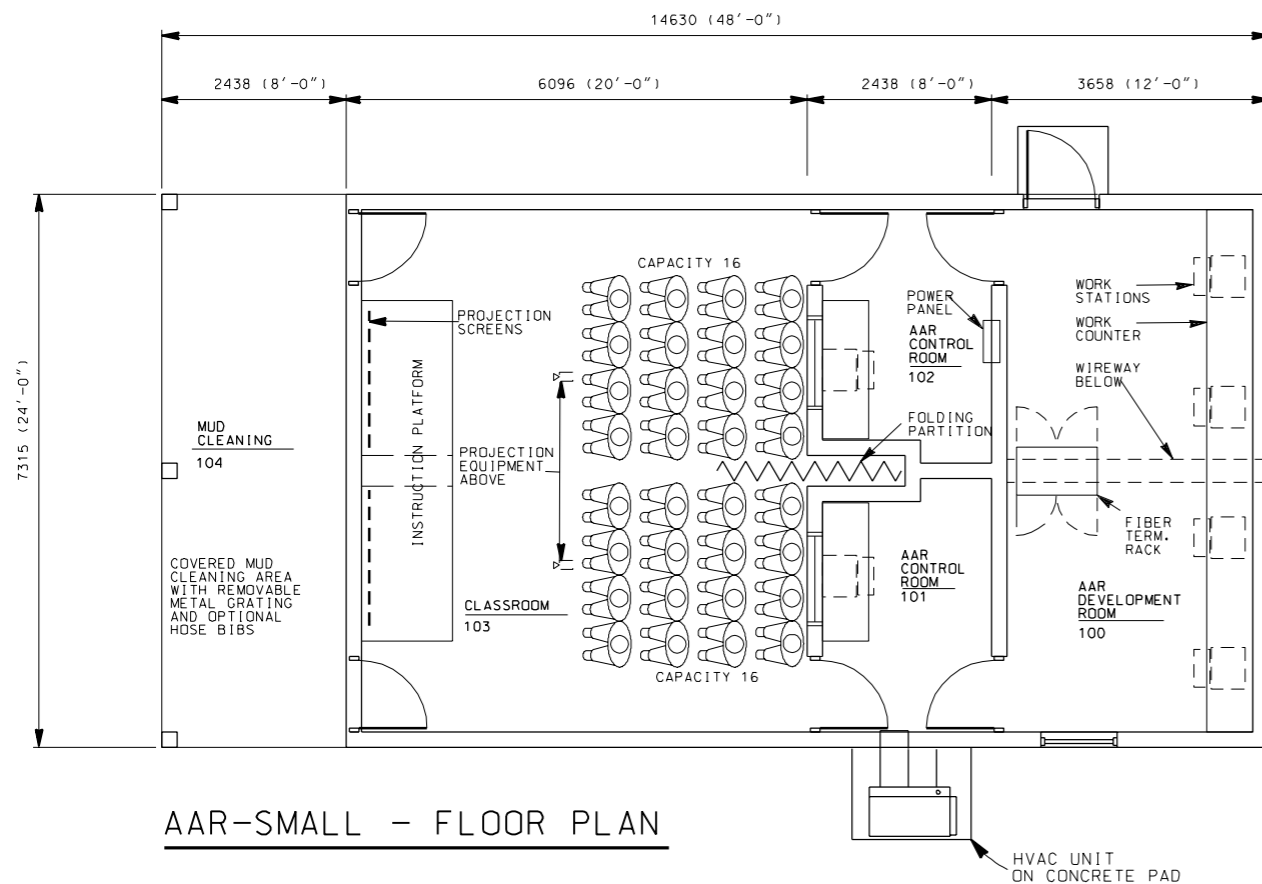 14630 (48'-0")
2438 (8'-0")
6096 (20'-0")
2438 (8'-0")
3658 (12'-0")
7315 (24'-0")
CAPACITY 16
PROJECTION
SCREENS
INSTRUCTION PLATFORM
POWER
PANEL
AAR
CONTROL
ROOM
102
WORK
STATIONS
WORK
COUNTER
WIREWAY
BELOW
MUD
CLEANING
104
PROJECTION
EQUIPMENT
ABOVE
FOLDING
PARTITION
FIBER
TERM.
RACK
COVERED MUD
CLEANING AREA
WITH REMOVABLE
METAL GRATING
AND OPTIONAL
HOSE BIBS
CLASSROOM
103
AAR
CONTROL
ROOM
101
AAR
DEVELOPMENT
ROOM
100
CAPACITY 16
AAR-SMALL - FLOOR PLAN
HVAC UNIT
ON CONCRETE PAD